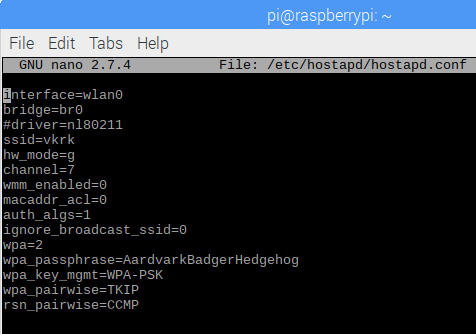 pi@raspberrypi: ~
File Edit Tabs Help
GNU nano 2.7.4 File: /etc/hostapd/hostapd.conf
interface=wlan0
bridge=br0
#driver=nl80211
ssid=vkrk
hw_mode=g
channel=7
wmm_enabled=0
macaddr_acl=0
auth_algs=1
ignore_broadcast_ssid=0
wpa=2
wpa_passphrase=AardvarkBadgerHedgehog
wpa_key_mgmt=WPA-PSK
wpa_pairwise=TKIP
rsn_pairwise=CCMP